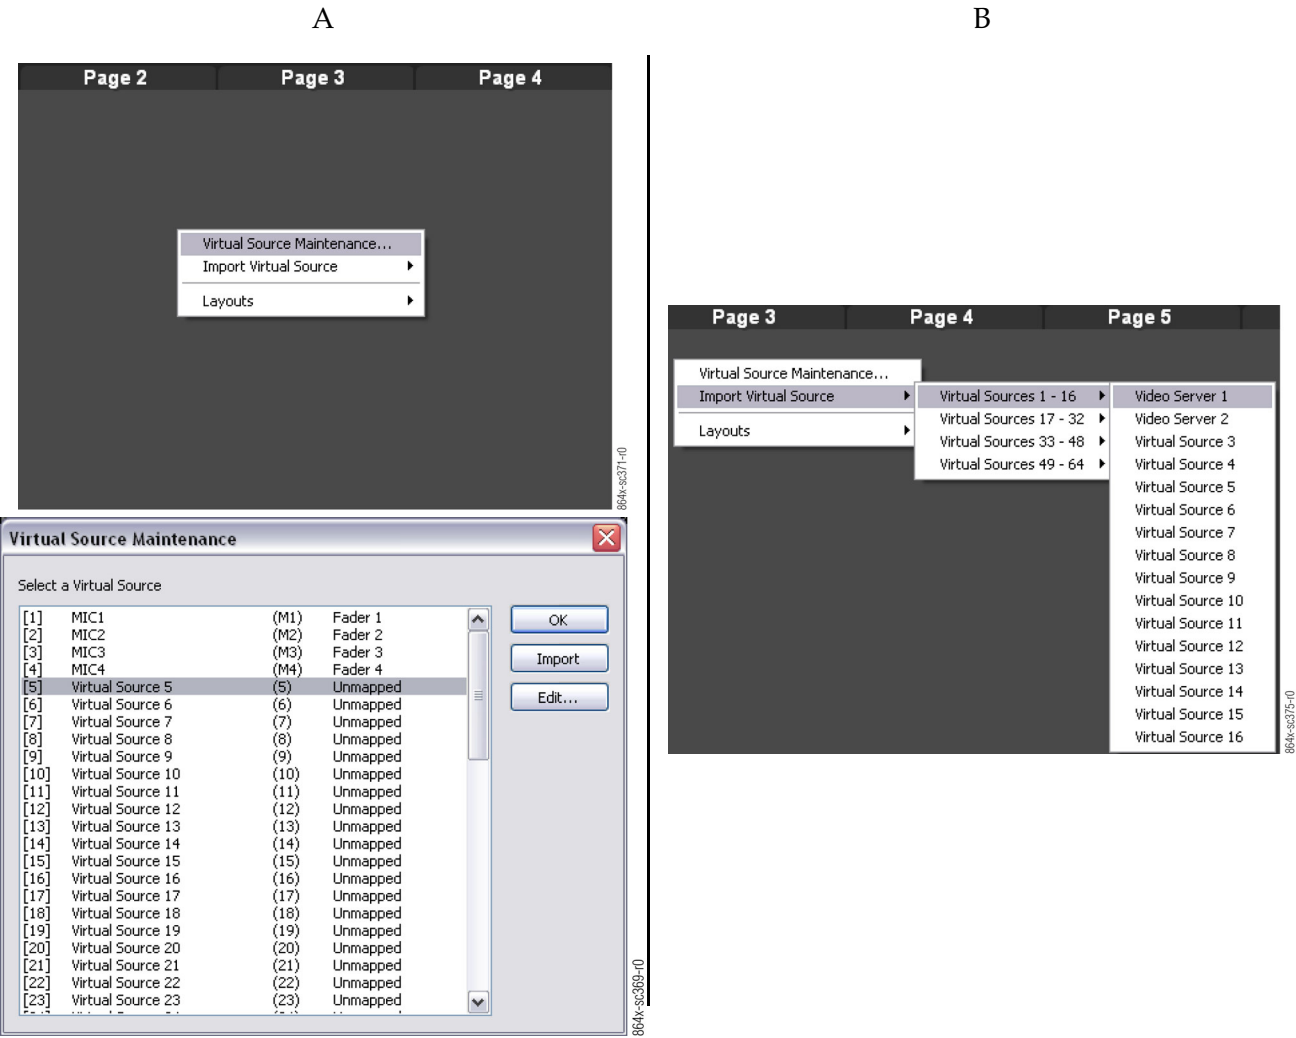 A
B
Page 2 Page 3 Page 4
Virtual Source Maintenance...
Import Virtual Source
Layouts
864x-sc371-r0
Virtual Source Maintenance
Select a Virtual Source
[1] MIC1 (M1) Fader 1
[2] MIC2 (M2) Fader 2
[3] MIC3 (M3) Fader 3
[4] MIC4 (M4) Fader 4
[5] Virtual Source 5 (5) Unmapped
[6] Virtual Source 6 (6) Unmapped
[7] Virtual Source 7 (7) Unmapped
[8] Virtual Source 8 (8) Unmapped
[9] Virtual Source 9 (9) Unmapped
[10] Virtual Source 10 (10) Unmapped
[11] Virtual Source 11 (11) Unmapped
[12] Virtual Source 12 (12) Unmapped
[13] Virtual Source 13 (13) Unmapped
[14] Virtual Source 14 (14) Unmapped
[15] Virtual Source 15 (15) Unmapped
[16] Virtual Source 16 (16) Unmapped
[17] Virtual Source 17 (17) Unmapped
[18] Virtual Source 18 (18) Unmapped
[19] Virtual Source 19 (19) Unmapped
[20] Virtual Source 20 (20) Unmapped
[21] Virtual Source 21 (21) Unmapped
[22] Virtual Source 22 (22) Unmapped
[23] Virtual Source 23 (23) Unmapped
OK
Import
Edit...
864x-sc369-r0
Page 3 Page 4 Page 5
Virtual Source Maintenance...
Import Virtual Source
Layouts
Virtual Sources 1 - 16
Virtual Sources 17 - 32
Virtual Sources 33 - 48
Virtual Sources 49 - 64
Video Server 1
Video Server 2
Virtual Source 3
Virtual Source 4
Virtual Source 5
Virtual Source 6
Virtual Source 7
Virtual Source 8
Virtual Source 9
Virtual Source 10
Virtual Source 11
Virtual Source 12
Virtual Source 13
Virtual Source 14
Virtual Source 15
Virtual Source 16
864x-sc375-r0